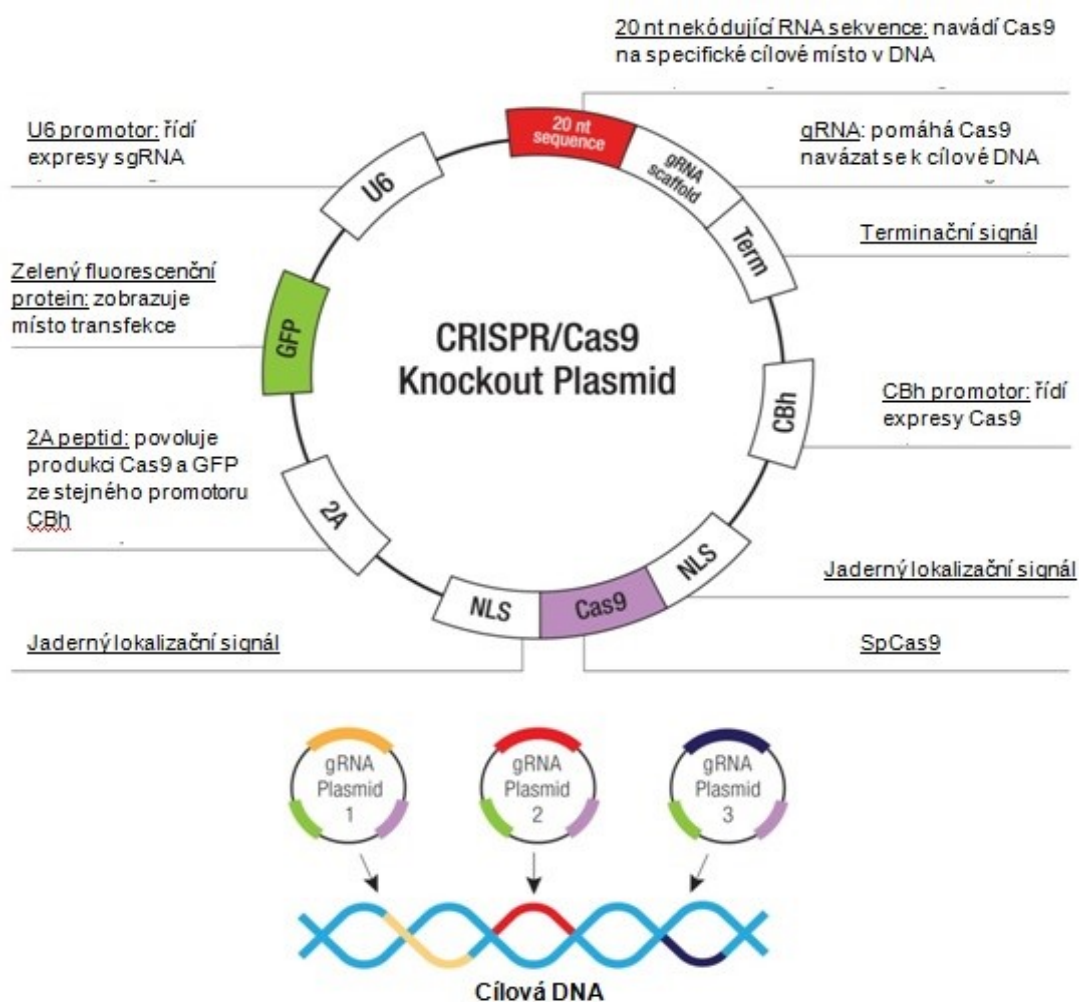 20 nt nekódující RNA sekvence: navádí Cas9
na specifické cílové místo v DNA
U6 promotor: řídí
expresy sgRNA
gRNA: pomáhá Cas9
navázat se k cílové DNA
Terminační signál
Zelený fluorescenční
protein: zobrazuje
místo transfekce
CBh promotor: řídí
expresy Cas9
2A peptid: povoluje
produkci Cas9 a GFP
ze stejného promotoru
CBh
Jaderný lokalizační signál
Jaderný lokalizační signál
SpCas9
20 nt
sequence
gRNA
scaffold
Term
CBh
NLS
Cas9
NLS
2A
GFP
U6
CRISPR/Cas9
Knockout Plasmid
gRNA
Plasmid
1
gRNA
Plasmid
2
gRNA
Plasmid
3
Cílová DNA